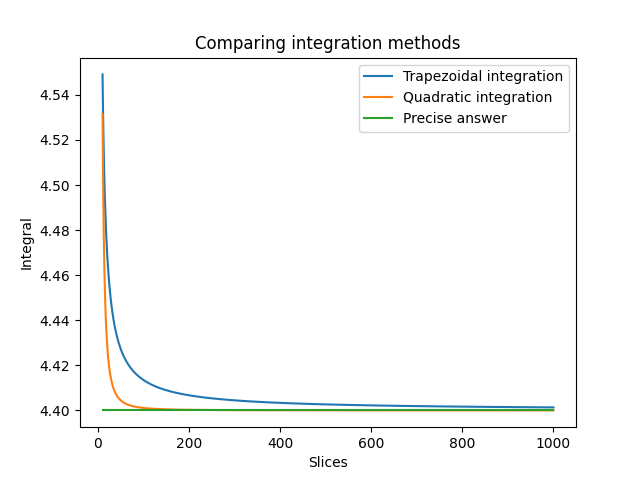 Comparing integration methods
Trapezoidal integration
Quadratic integration
Precise answer
Integral
4.54
4.52
4.50
4.48
4.46
4.44
4.42
4.40
0 200 400 600 800 1000
Slices